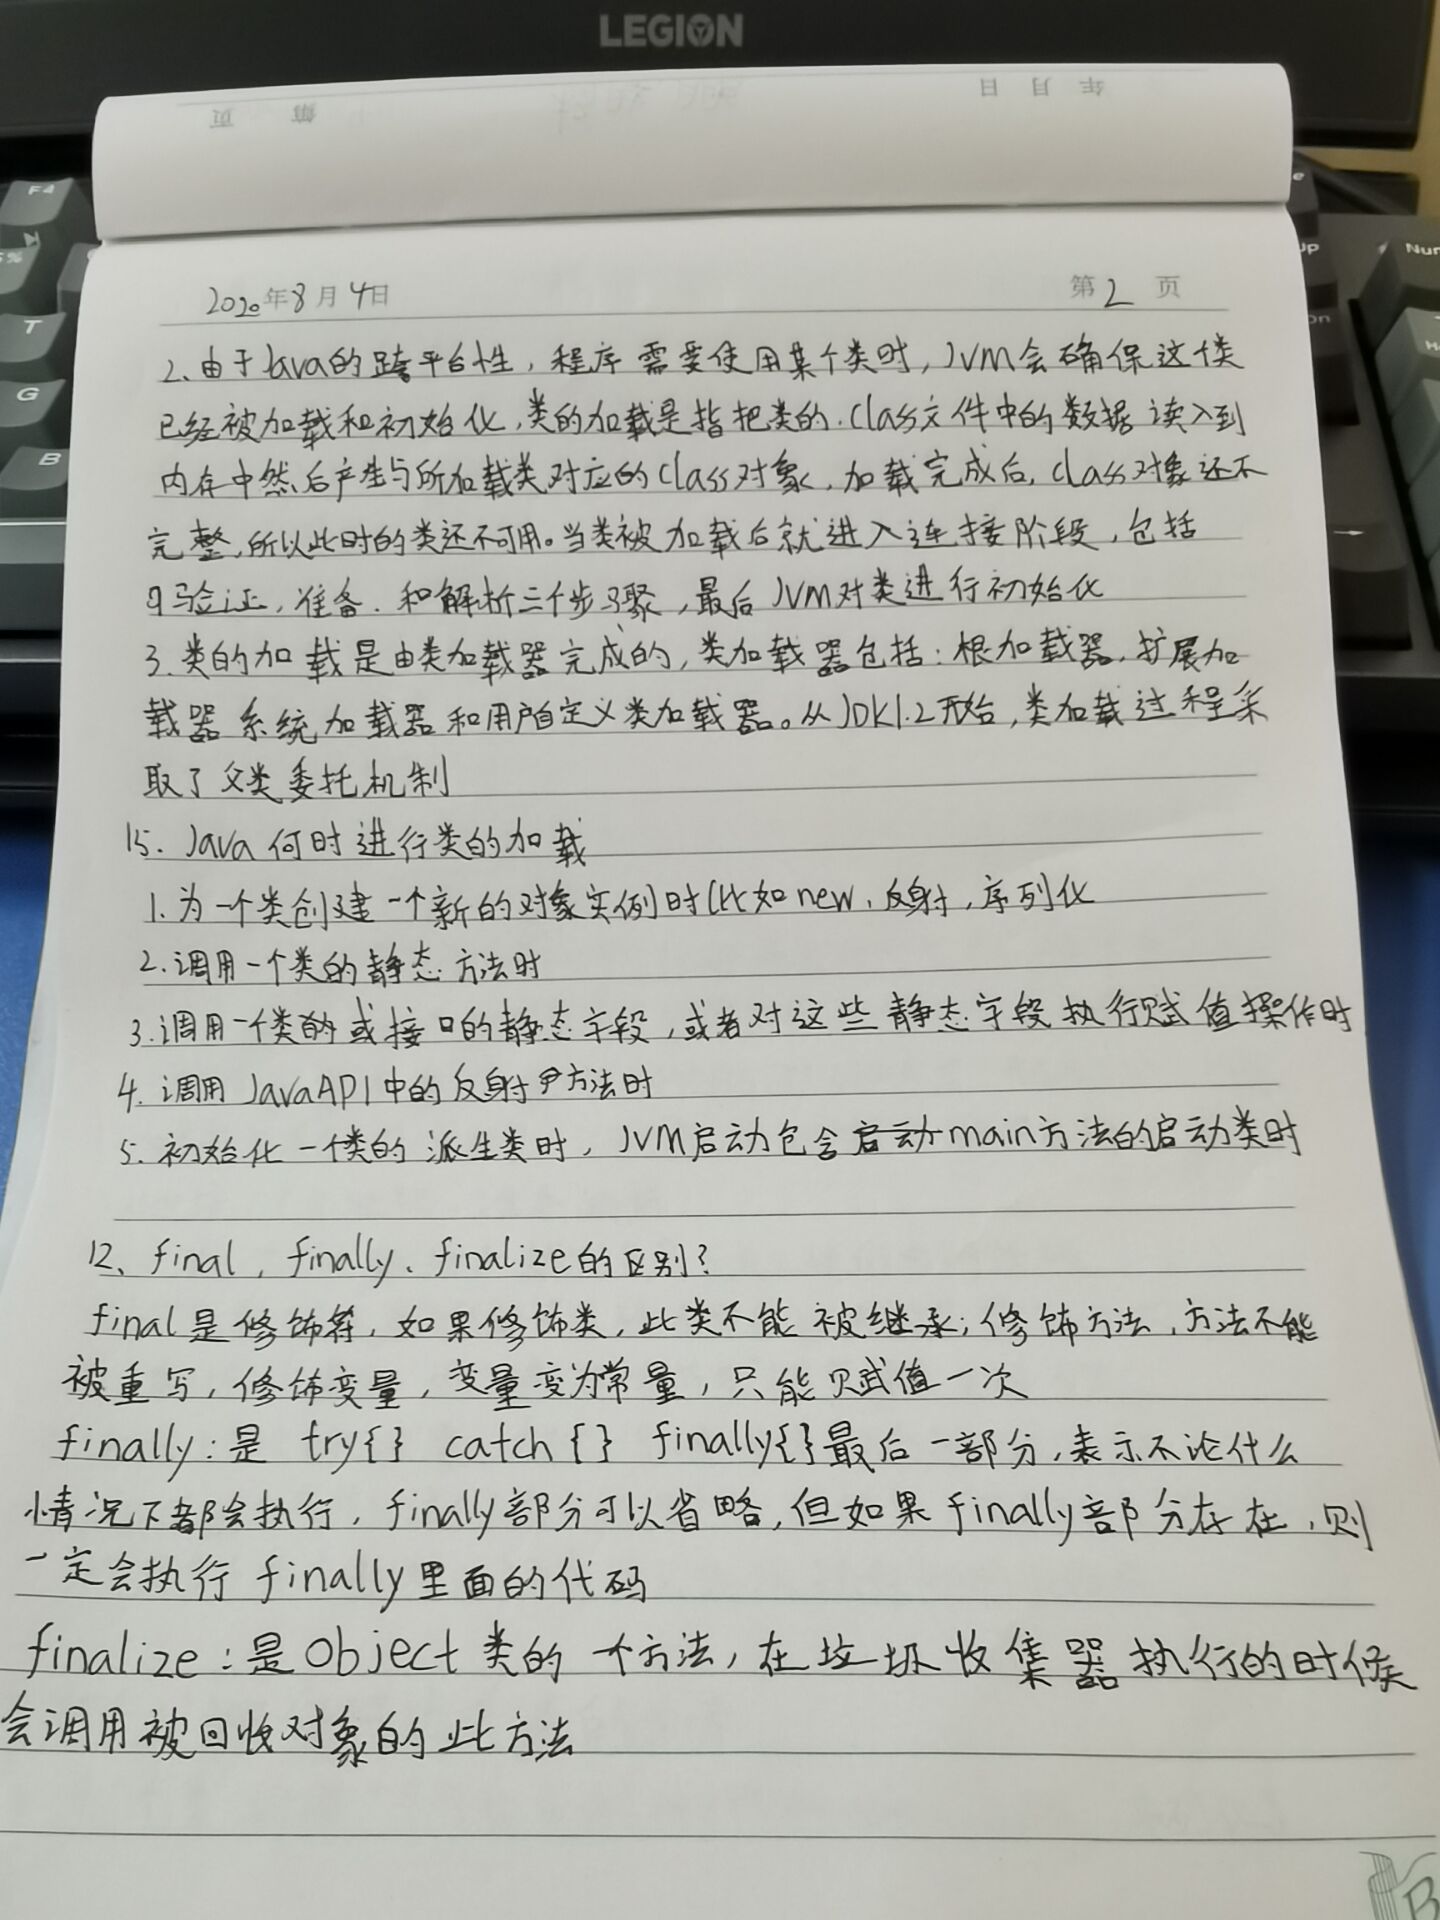 LEGION
年 月 日
第 页
F4
5%
T
G
B
Num
2020年8月4日 第2页
2.由于Java的跨平台性,程序需要使用某个类时,JVM会确保这个类
已经被加载和初始化,类的加载是指把类的.class文件中的数据读入到
内存中然后产生与所加载类对应的Class对象,加载完成后,Class对象还不
完整,所以此时的类还不可用。当类被加载后就进入连接阶段,包括
验证,准备.和解析三个步骤,最后JVM对类进行初始化
3.类的加载是由类加载器完成的,类加载器包括:根加载器,扩展加
载器系统加载器和用户自定义类加载器。从JDK1.2开始,类加载过程采
取了父类委托机制
15. Java何时进行类的加载
1.为一个类创建一个新的对象实例时(比如new,反射,序列化
2.调用一个类的静态方法时
3.调用一个类的或接口的静态字段,或者对这些静态字段执行赋值操作时
4.调用JavaAPI中的反射方法时
5.初始化一个类的派生类时,JVM启动包含启动main方法的启动类时
12、final,finally、finalize的区别?
final是修饰符,如果修饰类,此类不能被继承;修饰方法,方法不能
被重写,修饰变量,变量变为常量,只能赋值一次
finally:是 try{} catch{} finally{}最后一部分,表示不论什么
情况下都会执行,finally部分可以省略,但如果finally部分存在,则
一定会执行finally里面的代码
finalize:是Object类的一个方法,在垃圾收集器执行的时候
会调用被回收对象的此方法
B